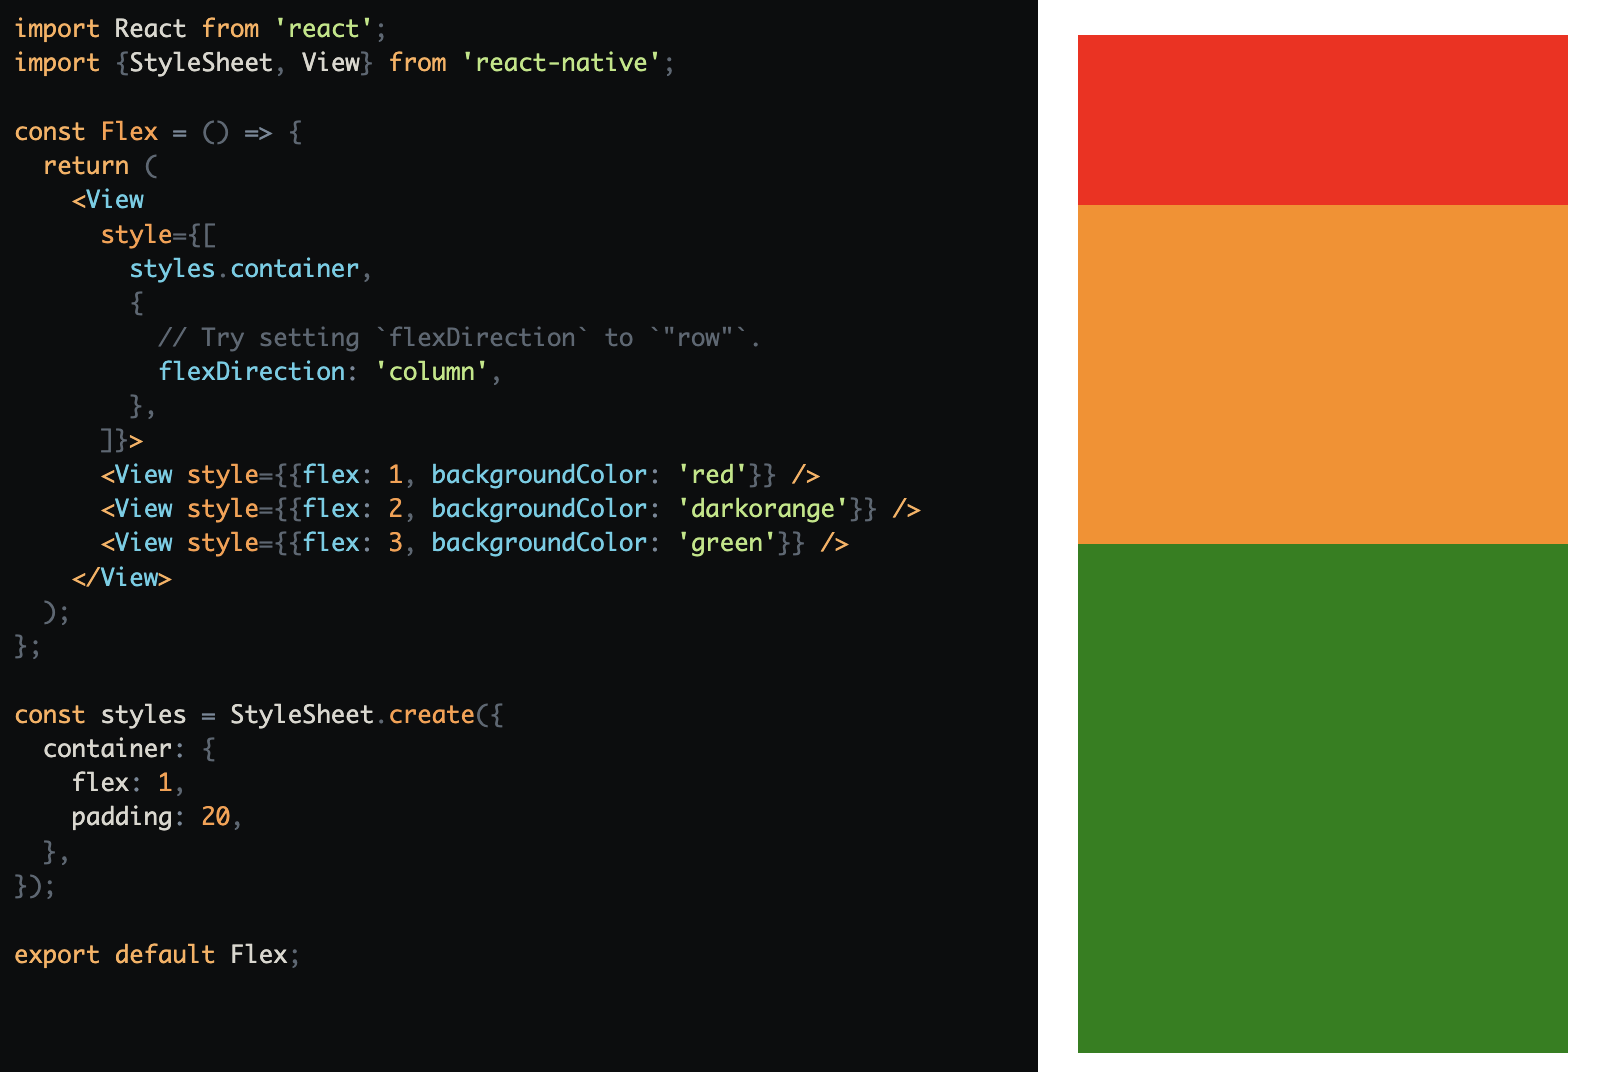 import React from 'react';
import {StyleSheet, View} from 'react-native';

const Flex = () => {
  return (
    <View
      style={[
        styles.container,
        {
          // Try setting `flexDirection` to `"row"`.
          flexDirection: 'column',
        },
      ]}>
      <View style={{flex: 1, backgroundColor: 'red'}} />
      <View style={{flex: 2, backgroundColor: 'darkorange'}} />
      <View style={{flex: 3, backgroundColor: 'green'}} />
    </View>
  );
};

const styles = StyleSheet.create({
  container: {
    flex: 1,
    padding: 20,
  },
});

export default Flex;